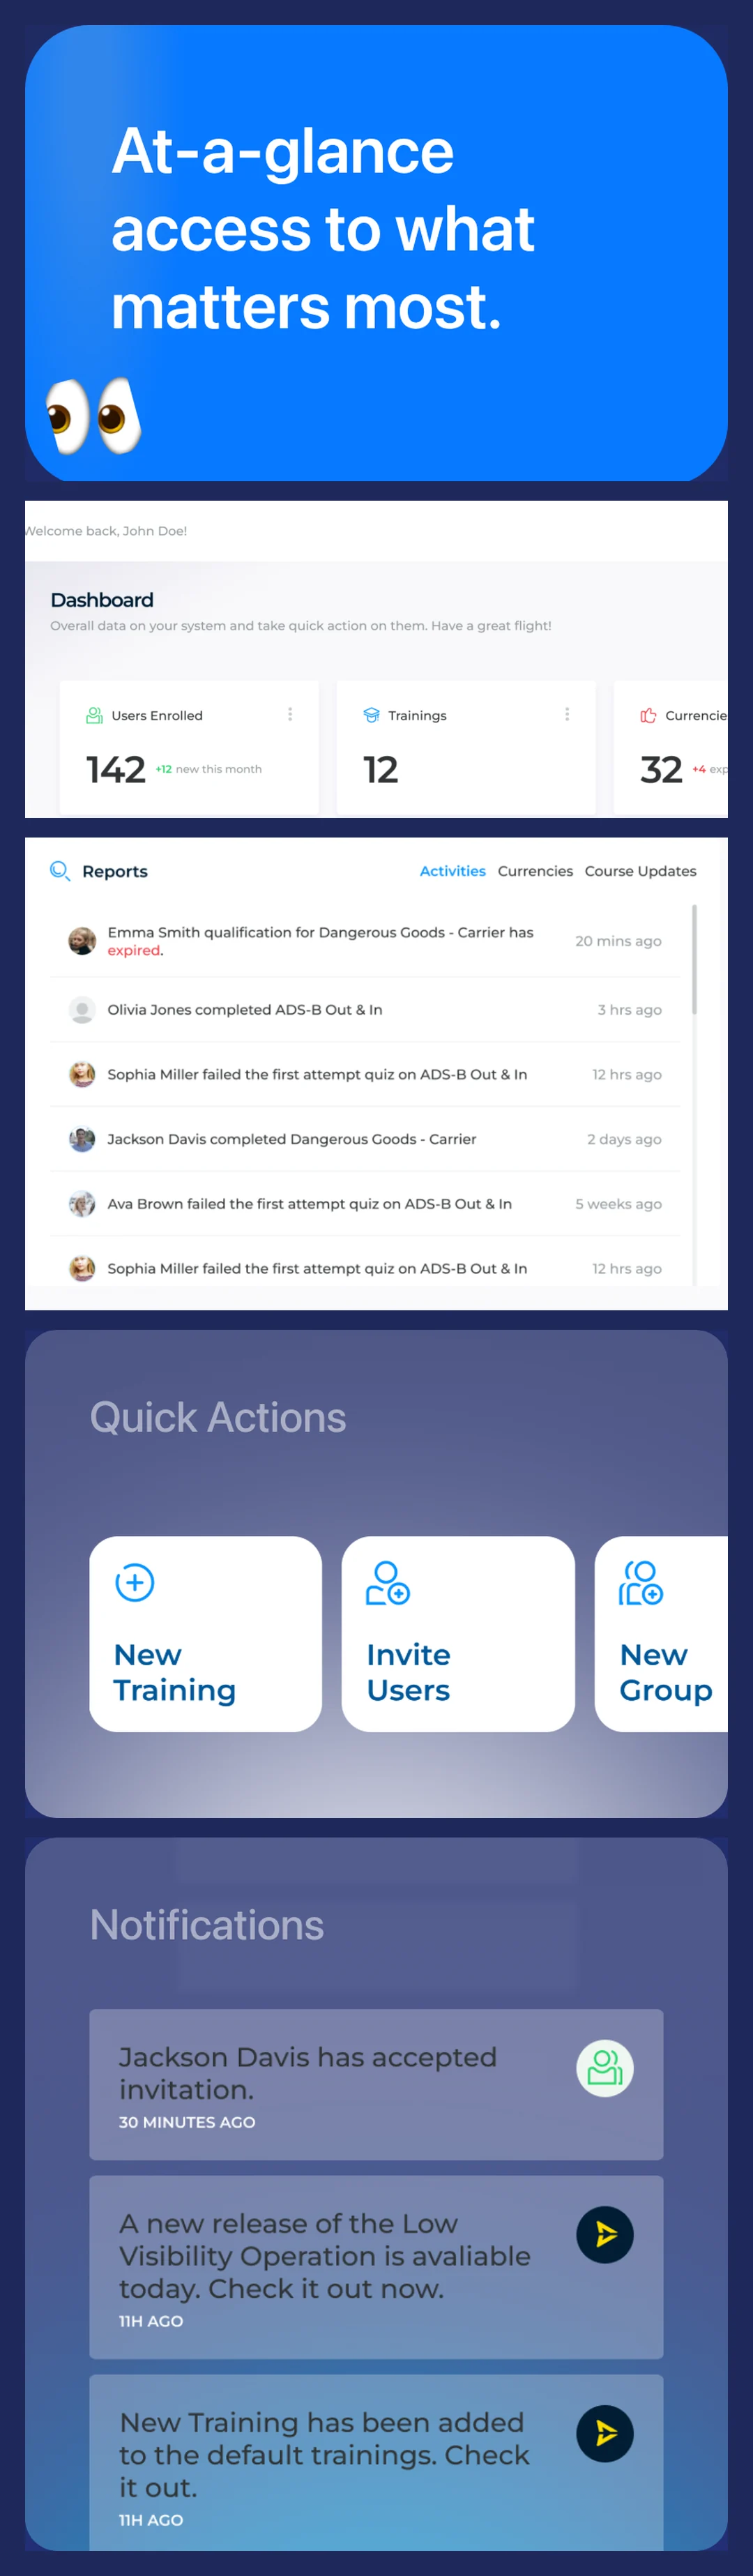 At-a-glance
access to what
matters most.
Welcome back, John Doe!
Dashboard
Overall data on your system and take quick action on them. Have a great flight!
Users Enrolled
142 +12 new this month
Trainings
12
Currencie
32 +4 exp
Reports
Activities Currencies Course Updates
Emma Smith qualification for Dangerous Goods - Carrier has
expired.
20 mins ago
Olivia Jones completed ADS-B Out & In
3 hrs ago
Sophia Miller failed the first attempt quiz on ADS-B Out & In
12 hrs ago
Jackson Davis completed Dangerous Goods - Carrier
2 days ago
Ava Brown failed the first attempt quiz on ADS-B Out & In
5 weeks ago
Sophia Miller failed the first attempt quiz on ADS-B Out & In
12 hrs ago
Quick Actions
New
Training
Invite
Users
New
Group
Notifications
Jackson Davis has accepted
invitation.
30 MINUTES AGO
A new release of the Low
Visibility Operation is avaliable
today. Check it out now.
11H AGO
New Training has been added
to the default trainings. Check
it out.
11H AGO